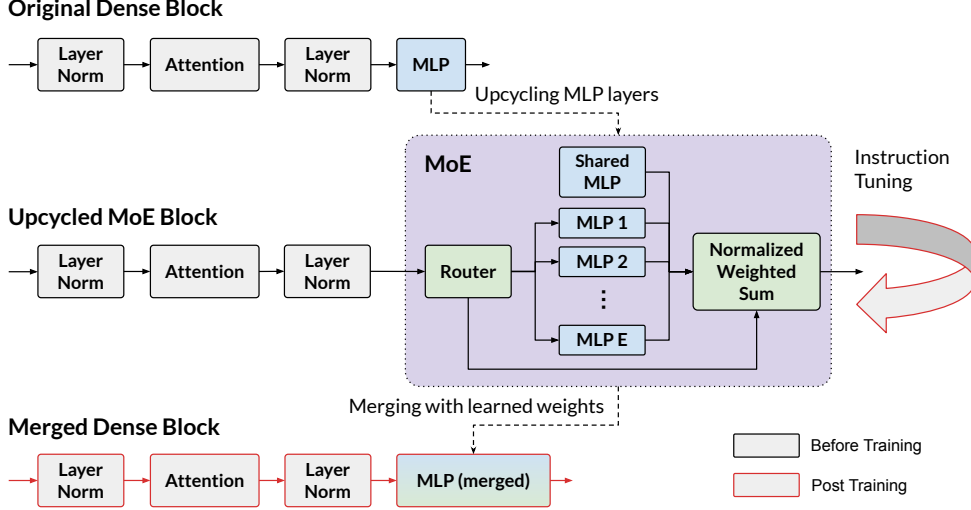 Original Dense Block
Layer
Norm
Attention
Layer
Norm
MLP
Upcycling MLP layers
MoE
Shared
MLP
Instruction
Tuning
Upcycled MoE Block
Layer
Norm
Attention
Layer
Norm
Router
MLP 1
MLP 2
⋮
MLP E
Normalized
Weighted
Sum
Merging with learned weights
Merged Dense Block
Layer
Norm
Attention
Layer
Norm
MLP (merged)
Before Training
Post Training